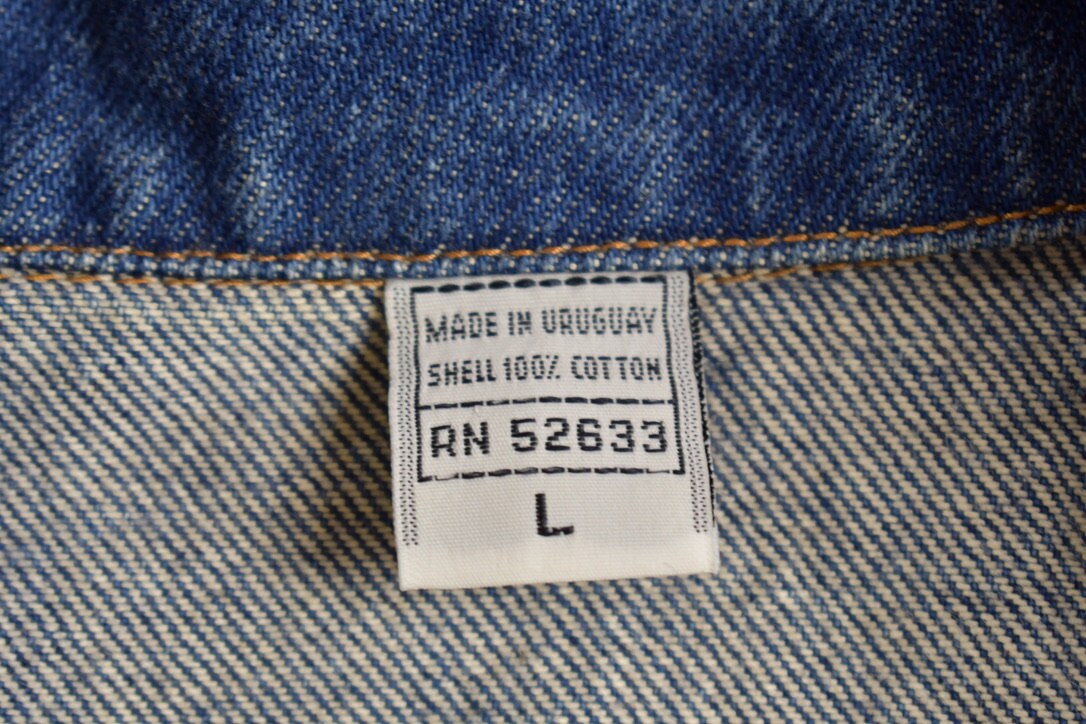 MADE IN URUGUAY
SHELL 100% COTTON
RN 52633
L